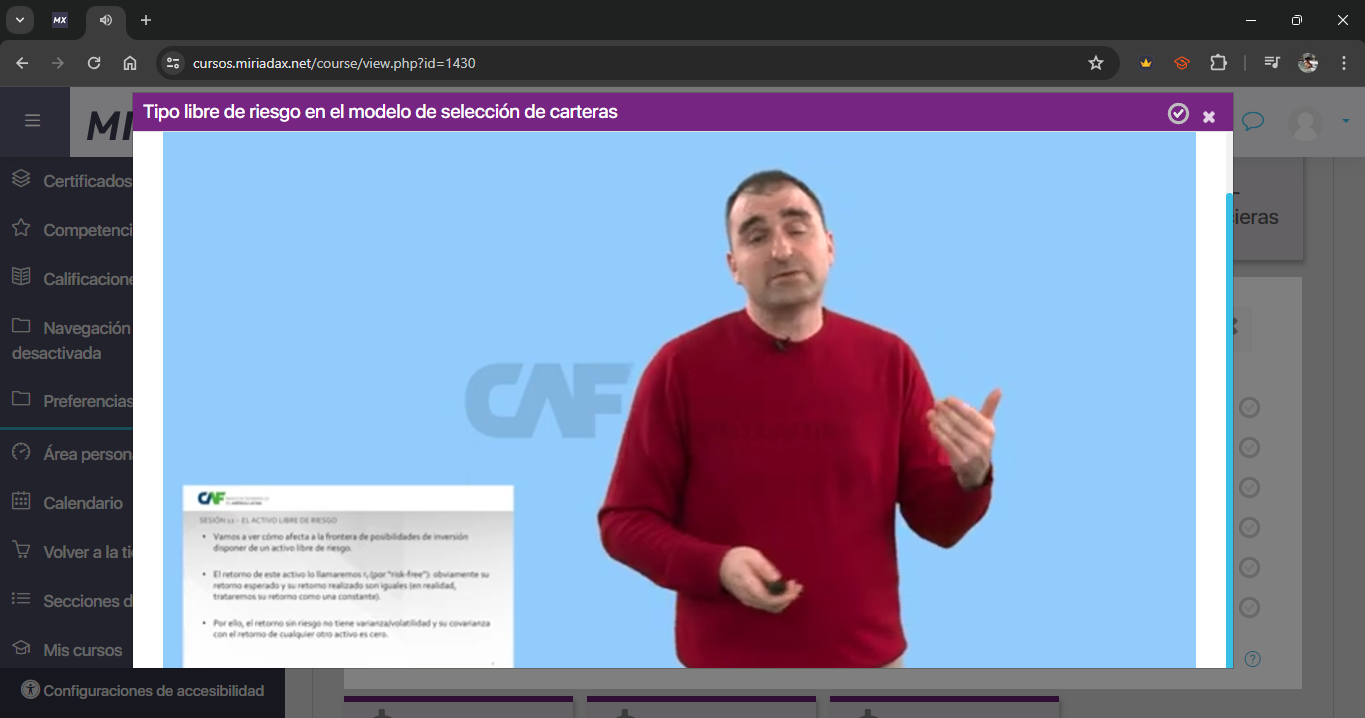 MX
cursos.miriadax.net/course/view.php?id=1430
Tipo libre de riesgo en el modelo de selección de carteras
MI
Certificados
Competenci
Calificacione
Navegación
desactivada
Preferencias
Área person
Calendario
Volver a la ti
Secciones d
Mis cursos
Configuraciones de accesibilidad
ieras
CAF
CAF
SESIÓN 12 - EL ACTIVO LIBRE DE RIESGO
• Vamos a ver cómo afecta a la frontera de posibilidades de inversión
disponer de un activo libre de riesgo.
• El retorno de este activo lo llamaremos rf (por "risk-free"): obviamente su
retorno esperado y su retorno realizado son iguales (en realidad,
trataremos su retorno como una constante).
• Por ello, el retorno sin riesgo no tiene varianza/volatilidad y su covarianza
con el retorno de cualquier otro activo es cero.